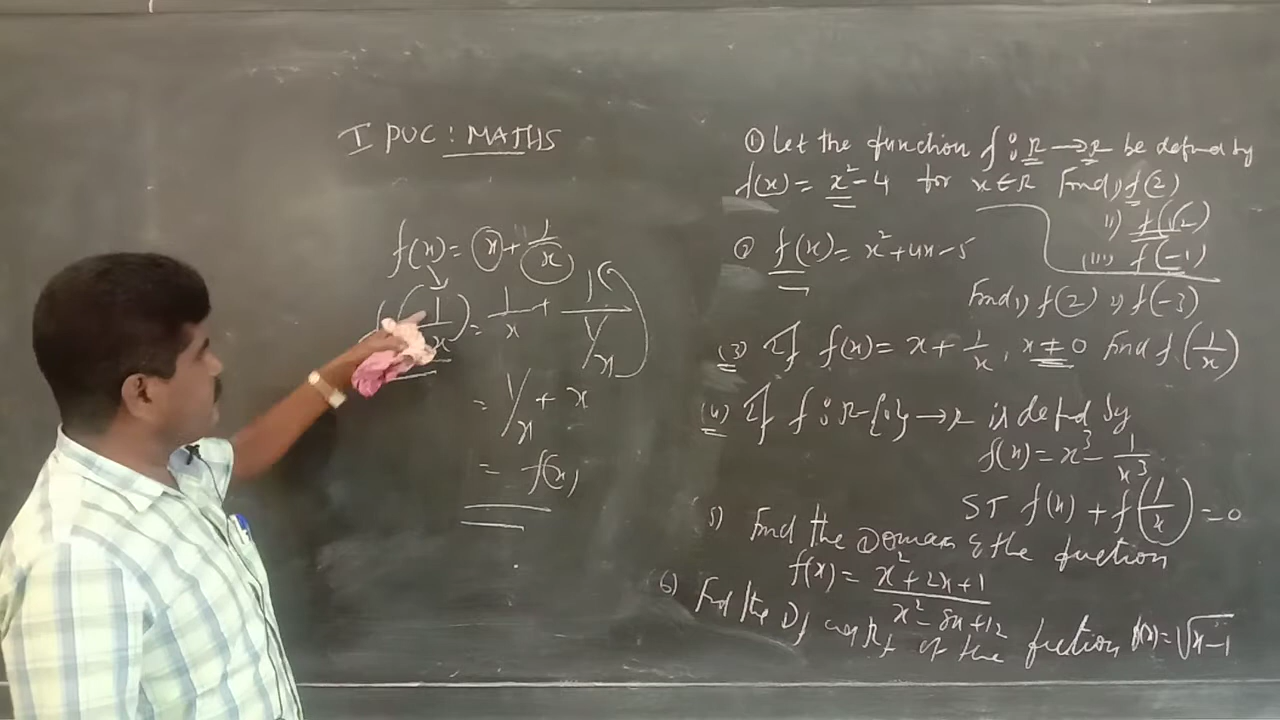 I PUC : MATHS
f(x) = x + 1/x
f(1/x) = 1/x + 1/(1/x)
= 1/x + x
= f(x)
① Let the function f : R → R be defined by
f(x) = x² - 4 for x ∈ R Find i) f(2)
ii) f(1/2)
(iii) f(-1)
② f(x) = x² + 4x - 5
Find i) f(2) ii) f(-3)
(3) If f(x) = x + 1/x, x ≠ 0 find f(1/x)
(4) If f : R - {0} → R is defd by
f(x) = x³ - 1/x³
ST f(x) + f(1/x) = 0
5) Find the Domain of the function
f(x) = (x² + 2x + 1)/(x² - 8x + 12)
6) Find the Df and Rf of the function f(x) = √(x-1)